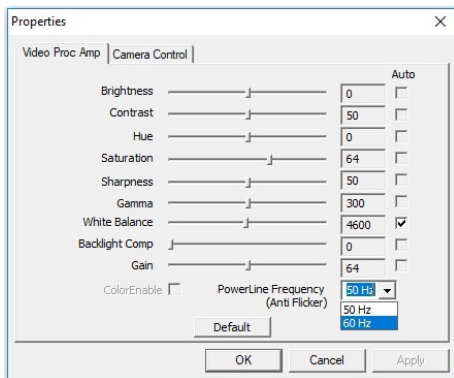 Properties
Video Proc Amp Camera Control
Auto
Brightness 0
Contrast 50
Hue 0
Saturation 64
Sharpness 50
Gamma 300
White Balance 4600
Backlight Comp 0
Gain 64
ColorEnable PowerLine Frequency 50 Hz
(Anti Flicker) 50 Hz
60 Hz
Default
OK Cancel Apply